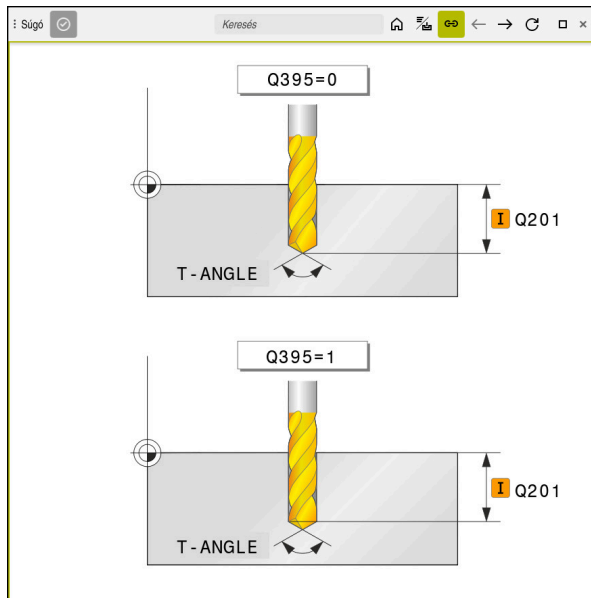 Súgó
Keresés
Q395=0
I Q201
T-ANGLE
Q395=1
I Q201
T-ANGLE